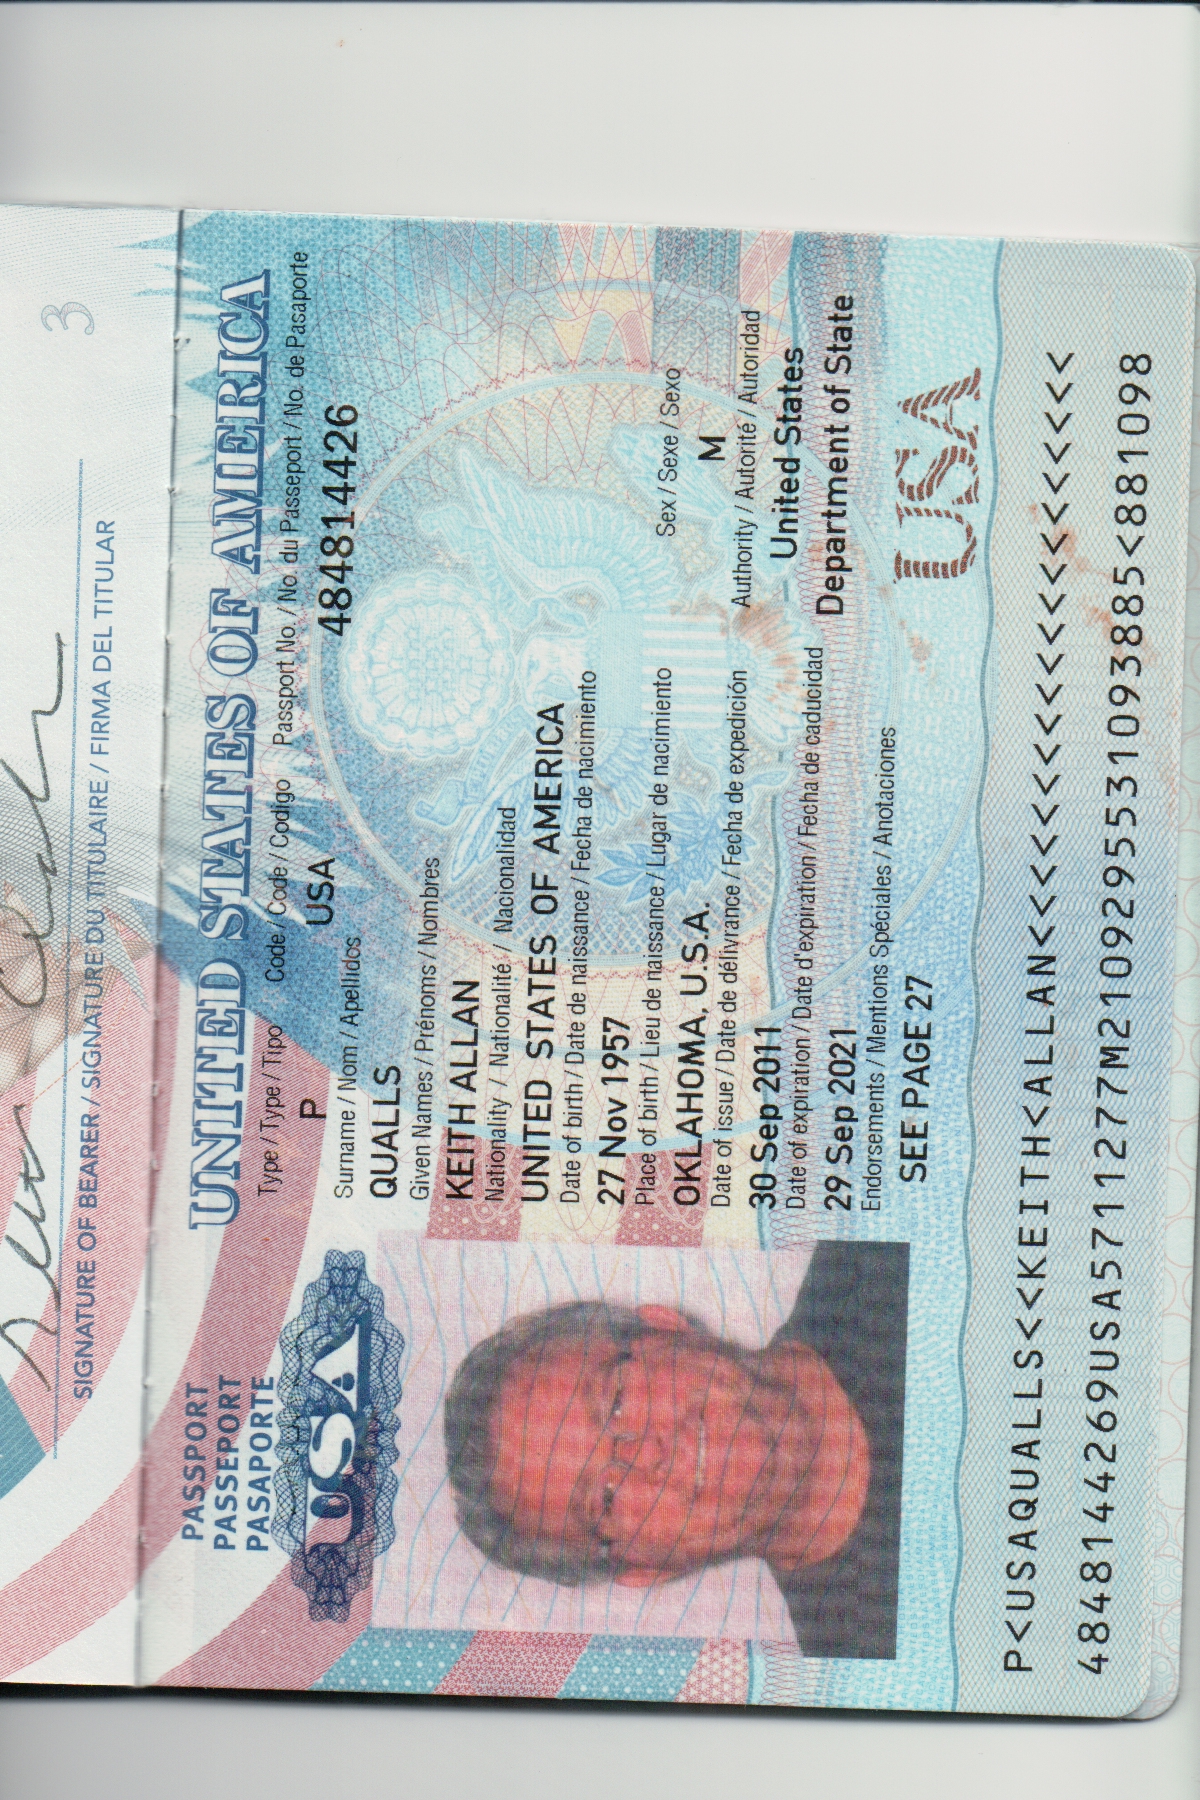 3
SIGNATURE OF BEARER / SIGNATURE DU TITULAIRE / FIRMA DEL TITULAR
PASSPORT
PASSEPORT
PASAPORTE
USA
UNITED STATES OF AMERICA
Type / Type / Tipo Code / Code / Codigo Passport No. / No. du Passeport / No. de Pasaporte
P USA 484814426
Surname / Nom / Apellidos
QUALLS
Given Names / Prénoms / Nombres
KEITH ALLAN
Nationality / Nationalité / Nacionalidad
UNITED STATES OF AMERICA
Date of birth / Date de naissance / Fecha de nacimiento
27 Nov 1957
Place of birth / Lieu de naissance / Lugar de nacimiento Sex / Sexe / Sexo
OKLAHOMA, U.S.A. M
Date of issue / Date de délivrance / Fecha de expedición Authority / Autorité / Autoridad
30 Sep 2011 United States
Date of expiration / Date d'expiration / Fecha de caducidad
29 Sep 2021 Department of State
Endorsements / Mentions Spéciales / Anotaciones
SEE PAGE 27
USA
P<USAQUALLS<<KEITH<ALLAN<<<<<<<<<<<<<<<<<<<<
4848144269USA5711277M2109295531093885<881098